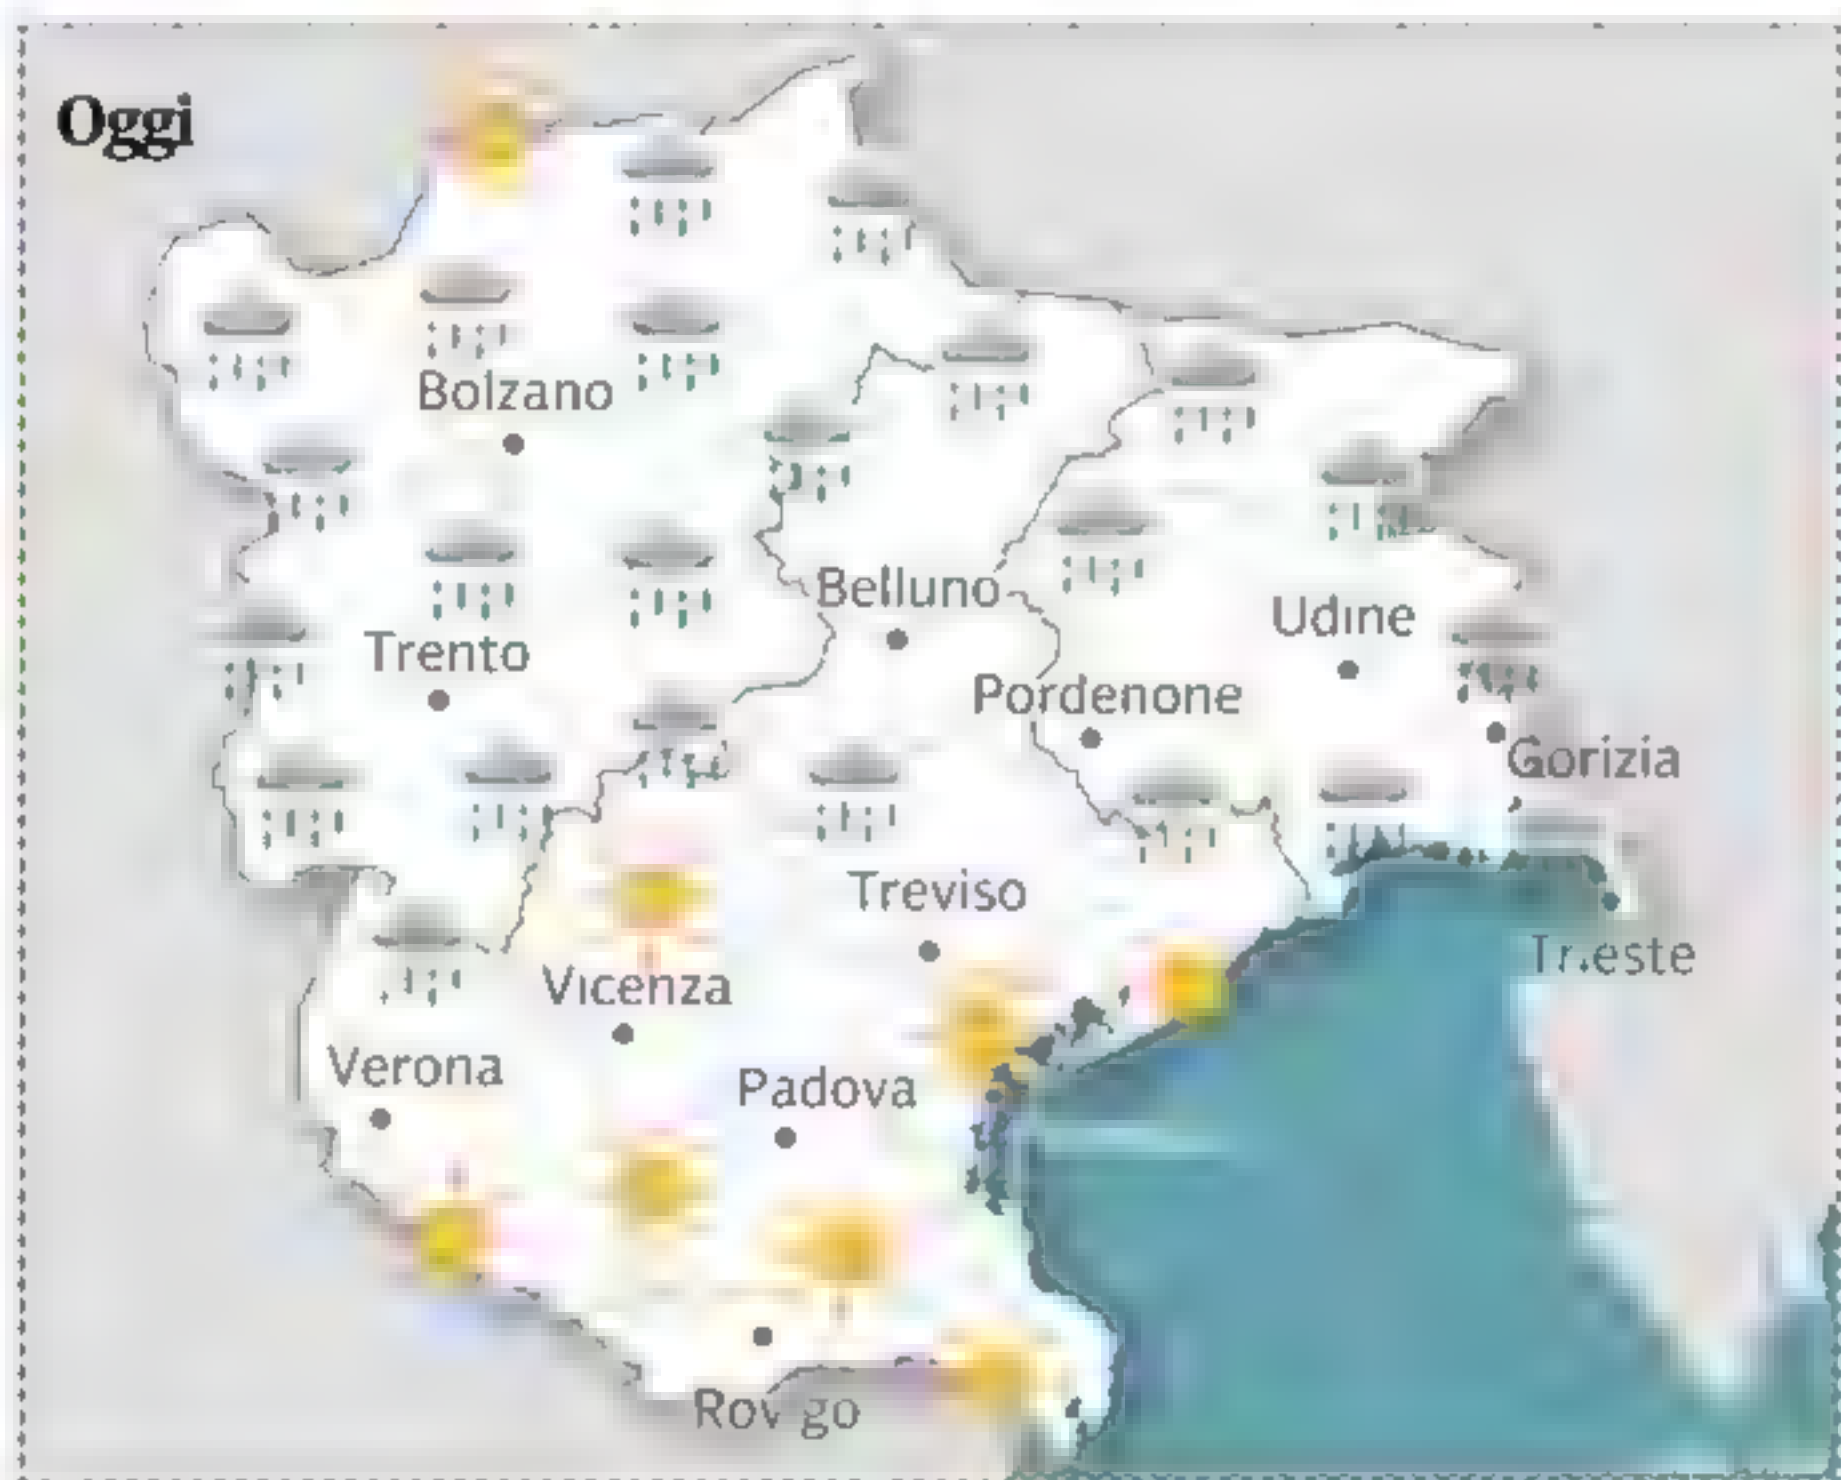 Oggi
Bolzano
Belluno
Udine
Trento
Pordenone
Gorizia
Treviso
Trieste
Vicenza
Verona
Padova
Rovigo